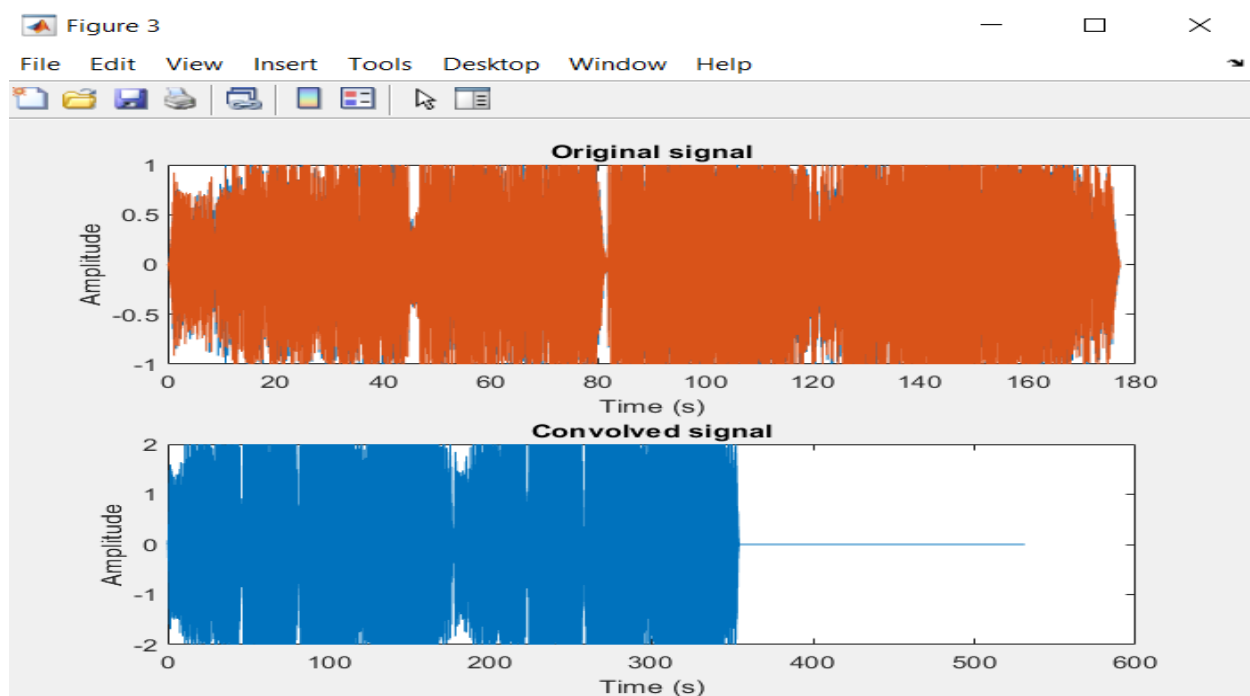 Figure 3
File Edit View Insert Tools Desktop Window Help
Original signal
1
0.5
0
-0.5
-1
Amplitude
0 20 40 60 80 100 120 140 160 180
Time (s)
Convolved signal
2
1
0
-1
-2
Amplitude
0 100 200 300 400 500 600
Time (s)